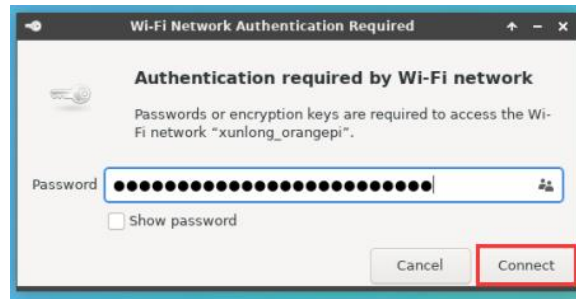 Wi-Fi Network Authentication Required
Authentication required by Wi-Fi network
Passwords or encryption keys are required to access the Wi-
Fi network “xunlong_orangepi”.
Password ●●●●●●●●●●●●●●●●●●●●●●●●●
Show password
Cancel Connect